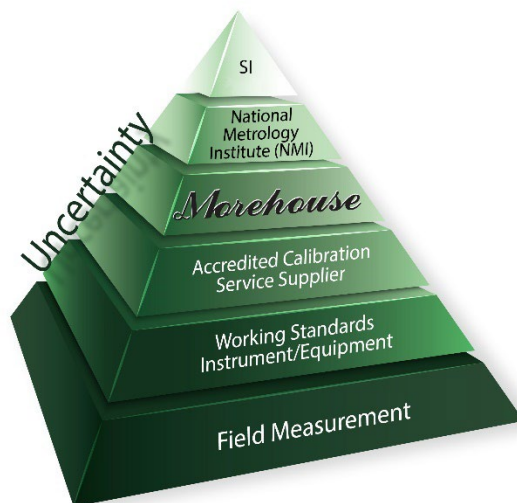 SI
National
Metrology
Institute (NMI)
Morehouse
Accredited Calibration
Service Supplier
Working Standards
Instrument/Equipment
Field Measurement
Uncertainty